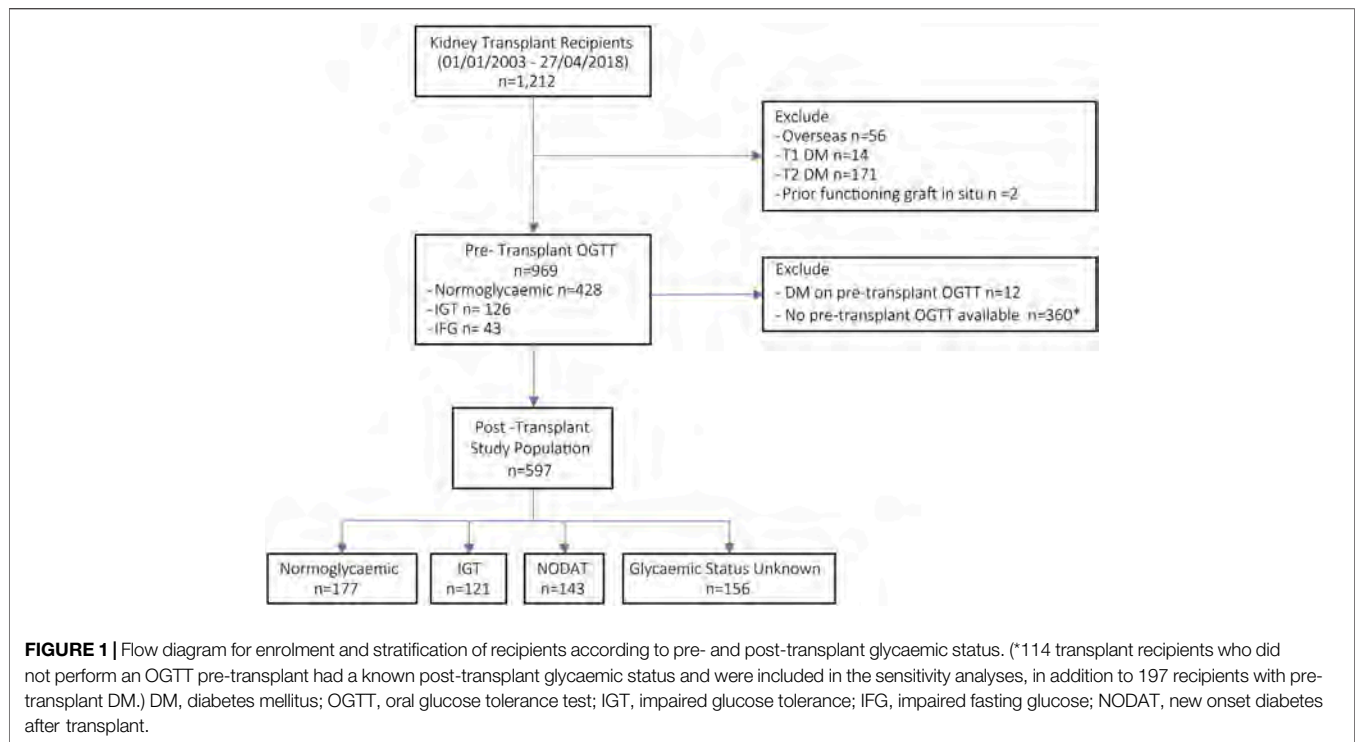 Kidney Transplant Recipients
(01/01/2003 - 27/04/2018)
n=1,212
Exclude
-Overseas n=56
-T1 DM n=14
-T2 DM n=171
-Prior functioning graft in situ n =2
Pre- Transplant OGTT
n=969
-Normoglycaemic n=428
-IGT n= 126
-IFG n= 43
Exclude
- DM on pre-transplant OGTT n=12
- No pre-transplant OGTT available n=360*
Post -Transplant
Study Population
n=597
Normoglycaemic
n=177
IGT
n=121
NODAT
n=143
Glycaemic Status Unknown
n=156
FIGURE 1 | Flow diagram for enrolment and stratification of recipients according to pre- and post-transplant glycaemic status. (*114 transplant recipients who did
not perform an OGTT pre-transplant had a known post-transplant glycaemic status and were included in the sensitivity analyses, in addition to 197 recipients with pre-
transplant DM.) DM, diabetes mellitus; OGTT, oral glucose tolerance test; IGT, impaired glucose tolerance; IFG, impaired fasting glucose; NODAT, new onset diabetes
after transplant.